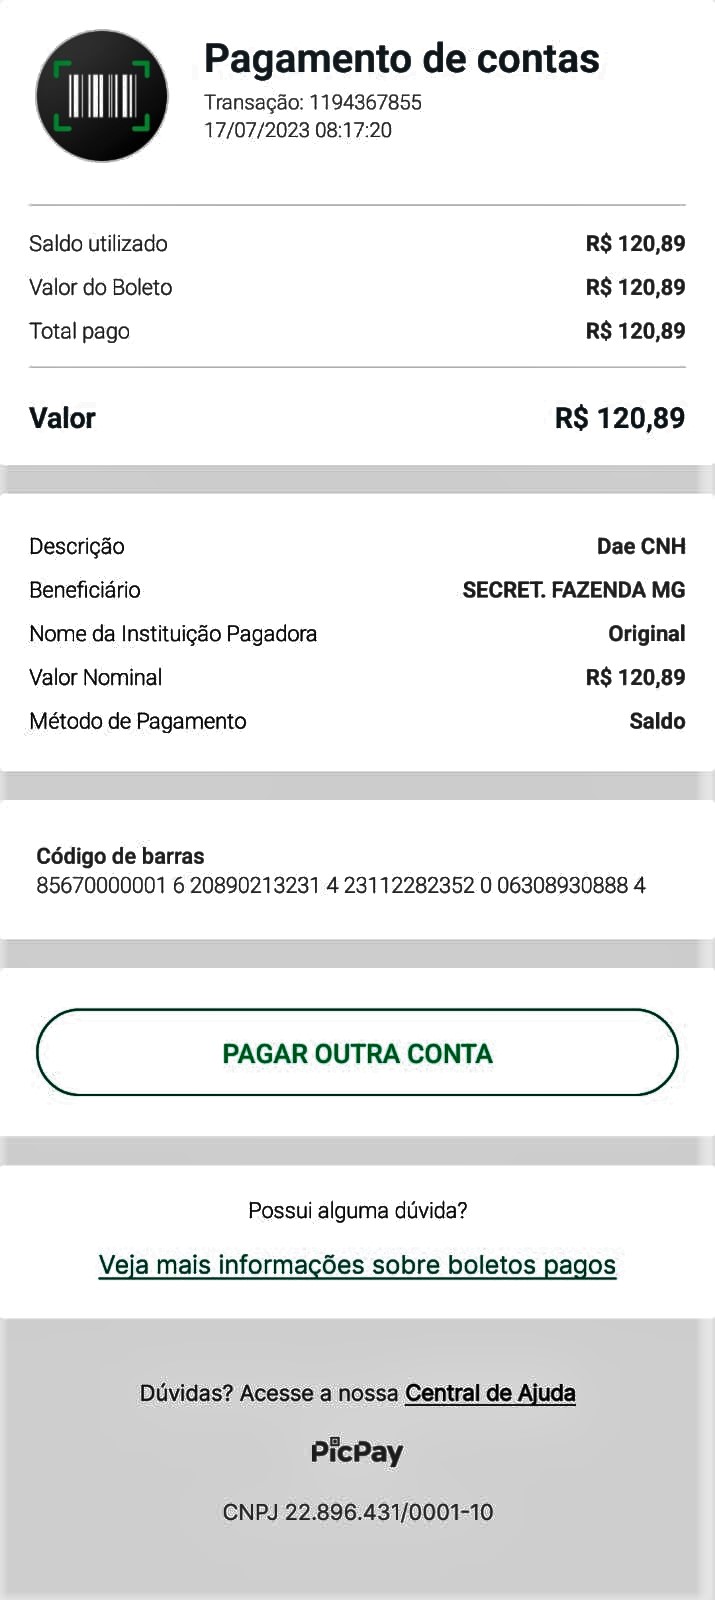 Pagamento de contas
Transação: 1194367855
17/07/2023 08:17:20
Saldo utilizado R$ 120,89
Valor do Boleto R$ 120,89
Total pago R$ 120,89
Valor R$ 120,89
Descrição Dae CNH
Beneficiário SECRET. FAZENDA MG
Nome da Instituição Pagadora Original
Valor Nominal R$ 120,89
Método de Pagamento Saldo
Código de barras
85670000001 6 20890213231 4 23112282352 0 06308930888 4
PAGAR OUTRA CONTA
Possui alguma dúvida?
Veja mais informações sobre boletos pagos
Dúvidas? Acesse a nossa Central de Ajuda
PicPay
CNPJ 22.896.431/0001-10